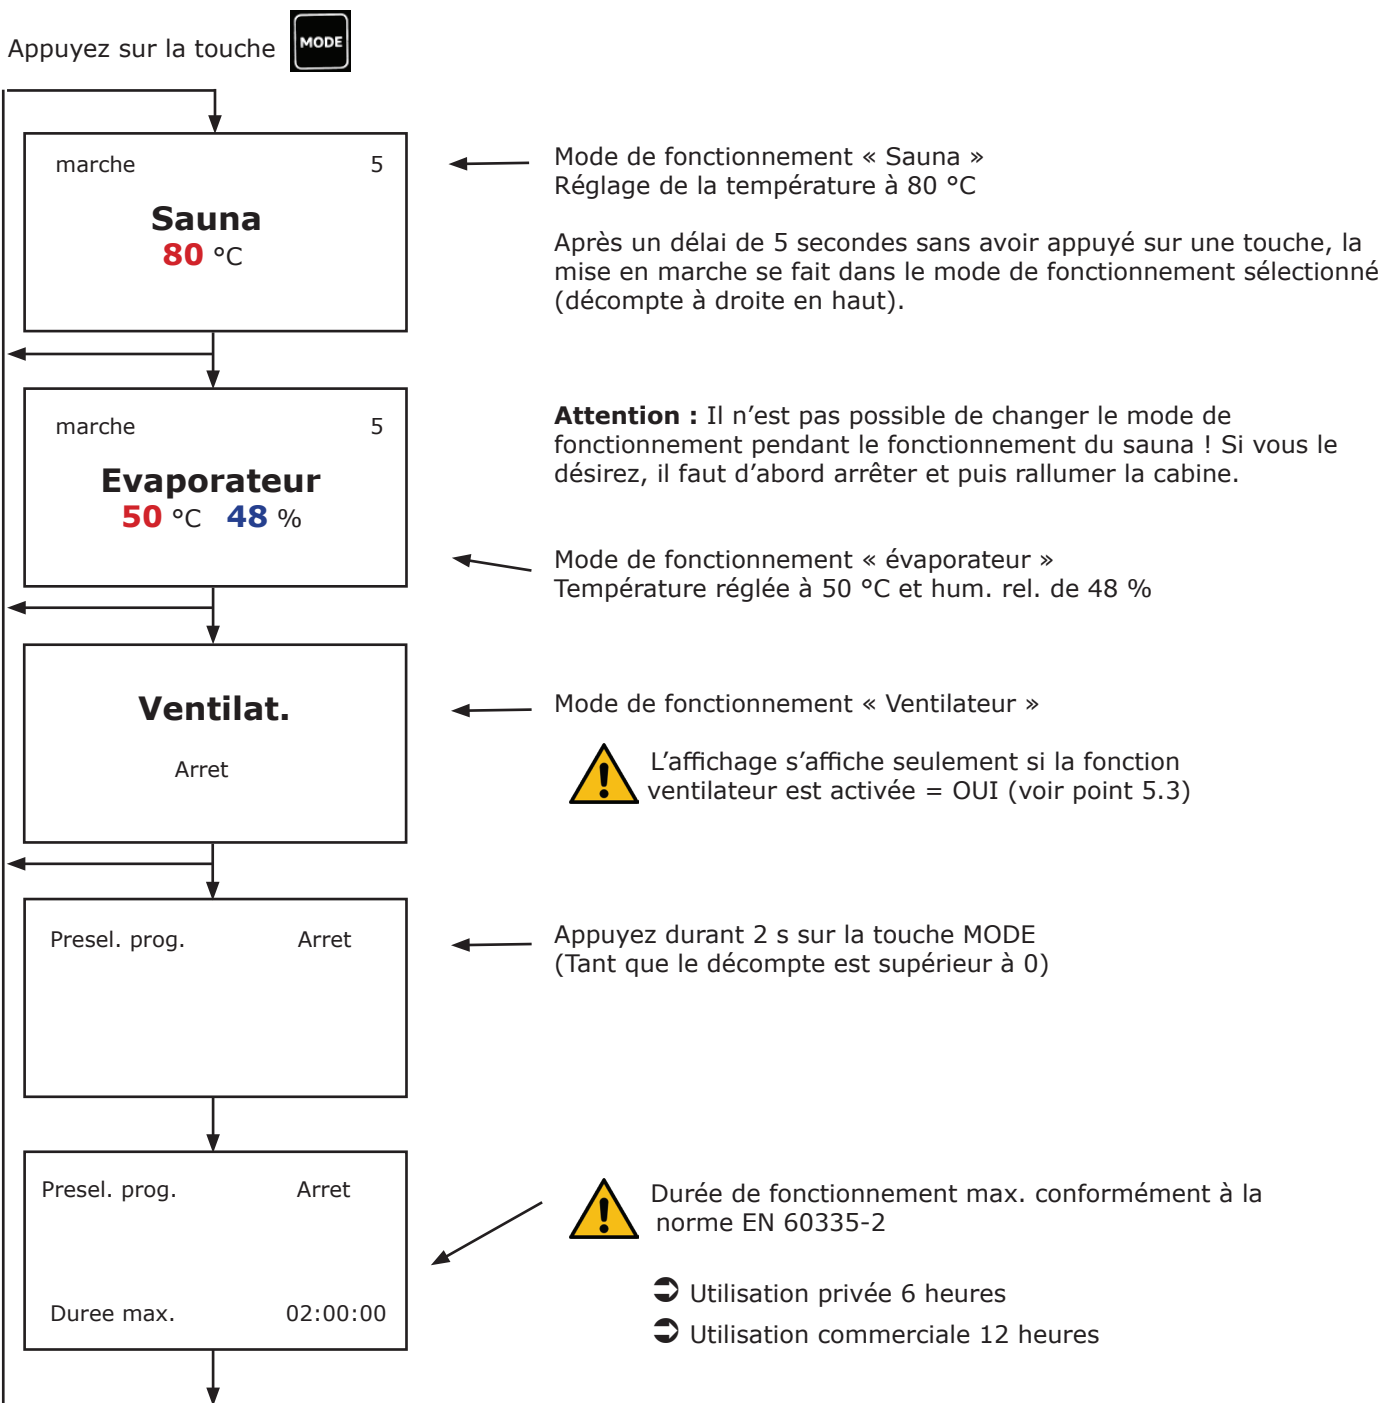 Appuyez sur la touche MODE
marche 5
Sauna
80 °C
Mode de fonctionnement « Sauna »
Réglage de la température à 80 °C
Après un délai de 5 secondes sans avoir appuyé sur une touche, la
mise en marche se fait dans le mode de fonctionnement sélectionné
(décompte à droite en haut).
marche 5
Evaporateur
50 °C 48 %
Attention : Il n’est pas possible de changer le mode de
fonctionnement pendant le fonctionnement du sauna ! Si vous le
désirez, il faut d’abord arrêter et puis rallumer la cabine.
Mode de fonctionnement « évaporateur »
Température réglée à 50 °C et hum. rel. de 48 %
Ventilat.
Arret
Mode de fonctionnement « Ventilateur »
L’affichage s’affiche seulement si la fonction
ventilateur est activée = OUI (voir point 5.3)
Presel. prog. Arret
Appuyez durant 2 s sur la touche MODE
(Tant que le décompte est supérieur à 0)
Presel. prog. Arret
Duree max. 02:00:00
Durée de fonctionnement max. conformément à la
norme EN 60335-2
➲ Utilisation privée 6 heures
➲ Utilisation commerciale 12 heures